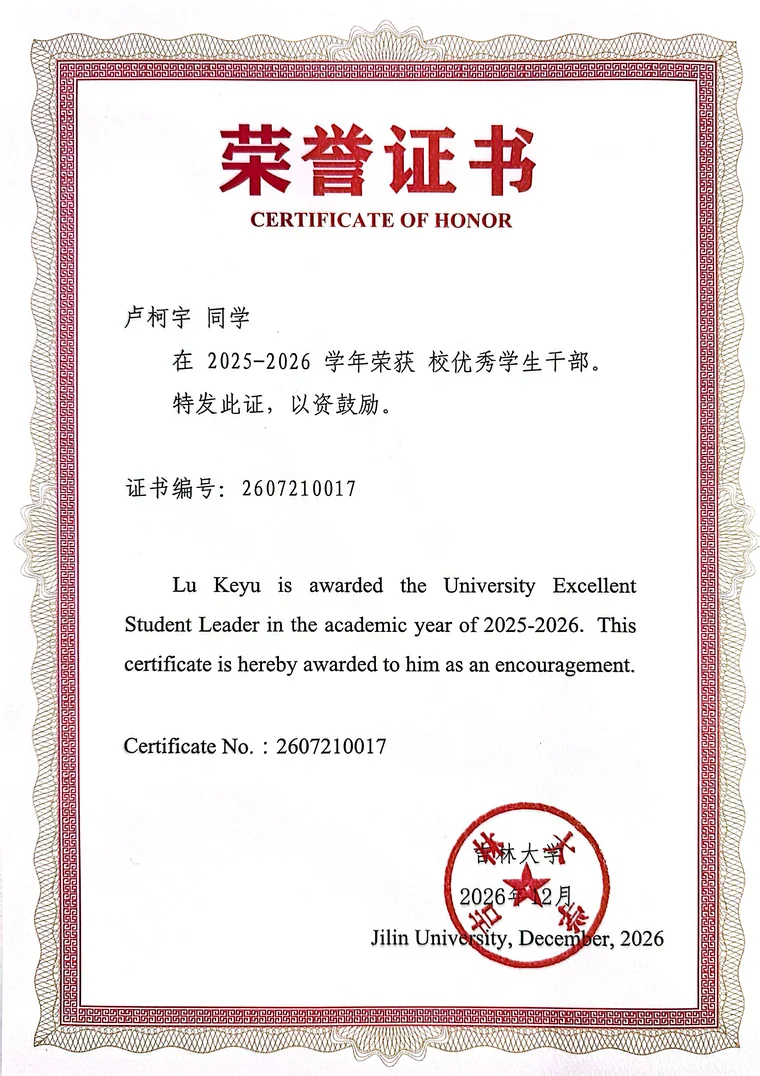 荣誉证书
CERTIFICATE OF HONOR
卢柯宇 同学
在 2025-2026 学年荣获 校优秀学生干部。
特发此证，以资鼓励。
证书编号：2607210017
Lu Keyu is awarded the University Excellent
Student Leader in the academic year of 2025-2026. This
certificate is hereby awarded to him as an encouragement.
Certificate No.：2607210017
吉林大学
吉林大学
2026年12月
Jilin University, December, 2026